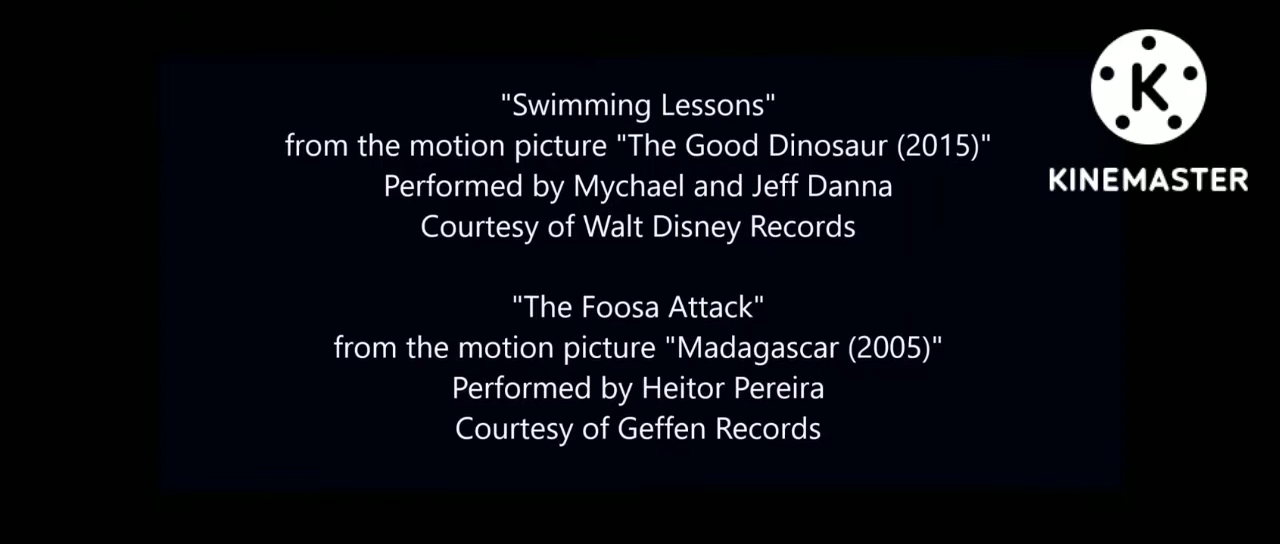 "Swimming Lessons"
from the motion picture "The Good Dinosaur (2015)"
Performed by Mychael and Jeff Danna
Courtesy of Walt Disney Records
"The Foosa Attack"
from the motion picture "Madagascar (2005)"
Performed by Heitor Pereira
Courtesy of Geffen Records
K
KINEMASTER